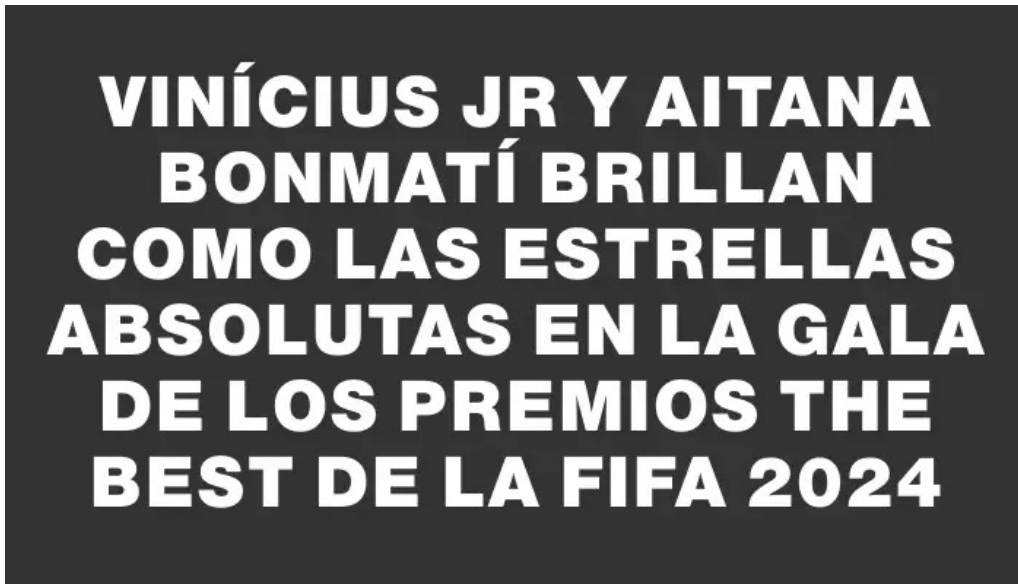 VINÍCIUS JR Y AITANA
BONMATÍ BRILLAN
COMO LAS ESTRELLAS
ABSOLUTAS EN LA GALA
DE LOS PREMIOS THE
BEST DE LA FIFA 2024